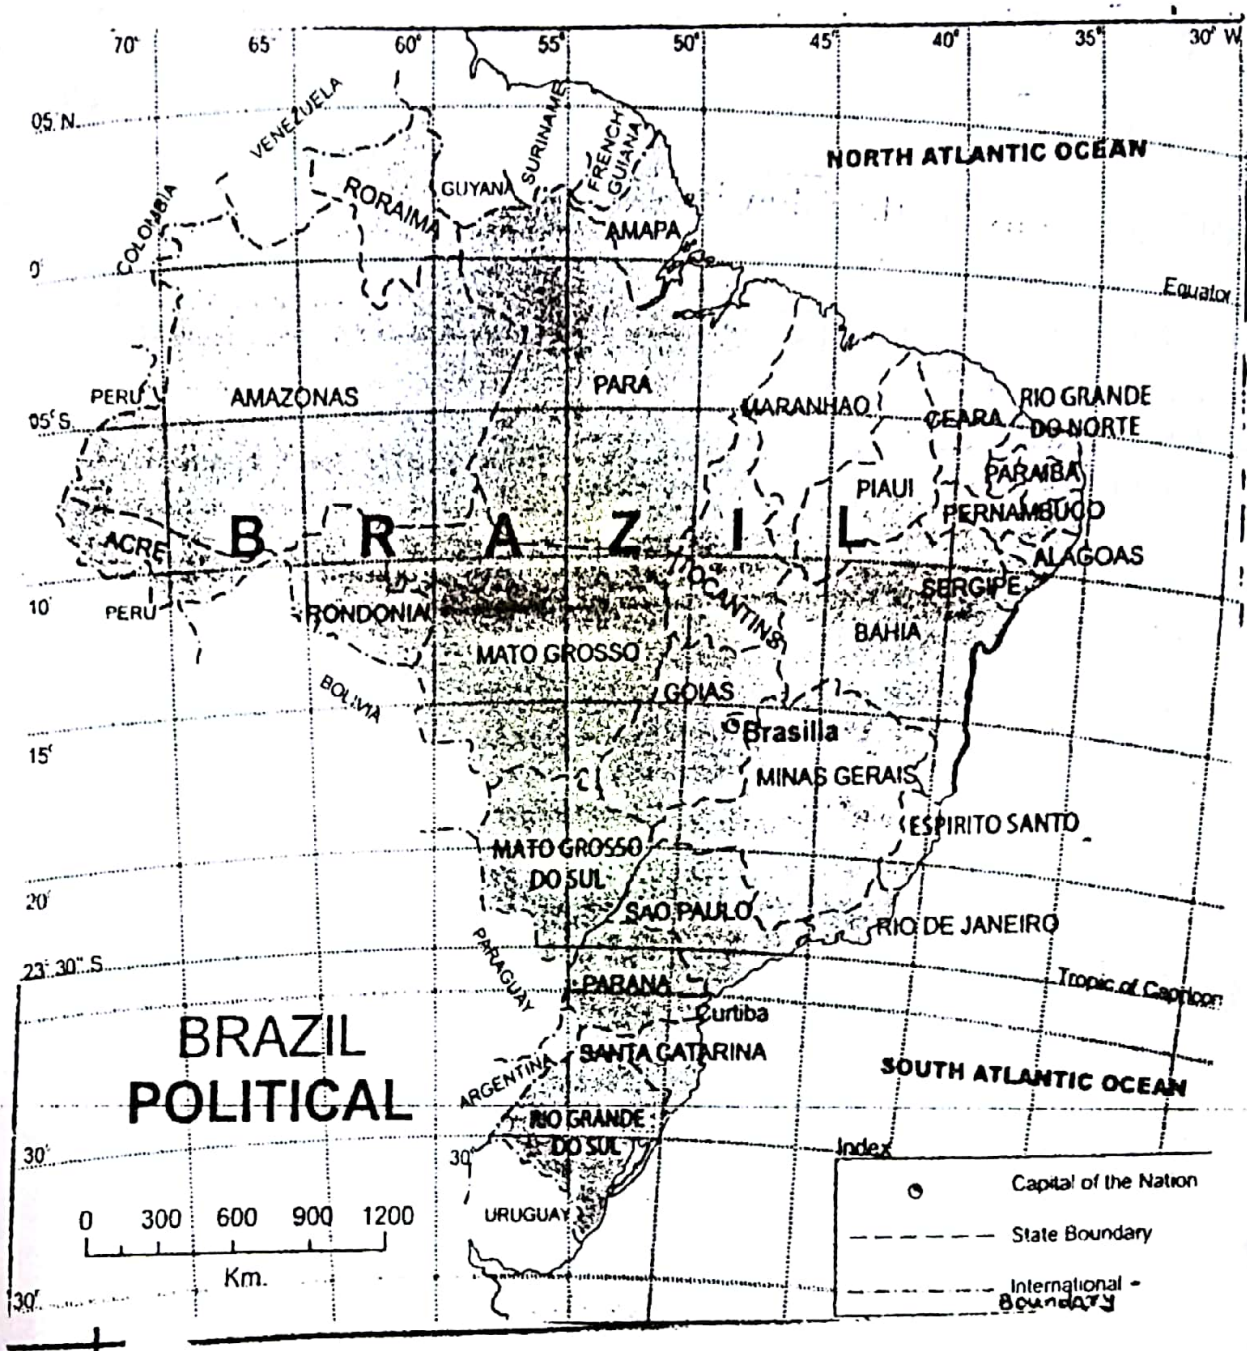 70°
65°
60°
55°
50°
45°
40°
35°
30° W
05° N
VENEZUELA
SURINAME
FRENCH
GUIANA
NORTH ATLANTIC OCEAN
COLOMBIA
RORAIMA
GUYANA
AMAPA
0°
Equator
PERU
AMAZONAS
PARA
MARANHAO
CEARA
RIO GRANDE
DO NORTE
05° S
PARAIBA
PIAUI
PERNAMBUCO
BRAZIL
ACRE
ALAGOAS
SERGIPE
10°
PERU
RONDONIA
TOCANTINS
BAHIA
MATO GROSSO
BOLIVIA
GOIAS
Brasilla
15°
MINAS GERAIS
ESPIRITO SANTO
MATO GROSSO
DO SUL
20°
SAO PAULO
RIO DE JANEIRO
PARAGUAY
23° 30" S
Tropic of Capricon
PARANA
Curtiba
BRAZIL
POLITICAL
SANTA CATARINA
ARGENTINA
SOUTH ATLANTIC OCEAN
RIO GRANDE
DO SUL
30°
30°
URUGUAY
0 300 600 900 1200
Km.
30°
Index
Capital of the Nation
State Boundary
International -
Boundary